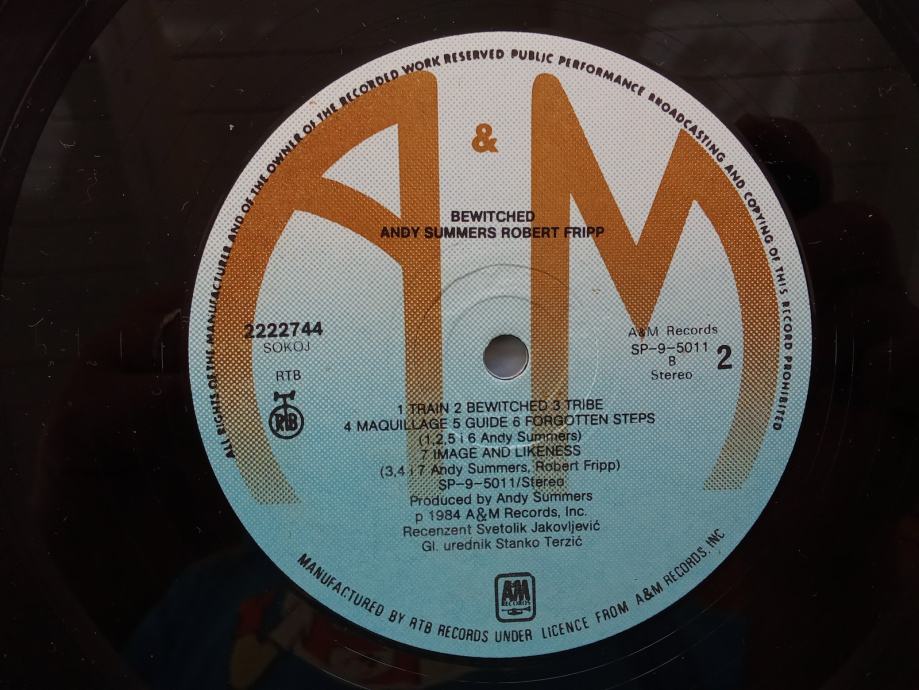 ALL RIGHTS OF THE MANUFACTURER AND OF THE OWNER OF THE RECORDED WORK RESERVED PUBLIC PERFORMANCE BROADCASTING AND COPYING OF THIS RECORD PROHIBITED
A & M
BEWITCHED
ANDY SUMMERS ROBERT FRIPP
2222744
SOKOJ
RTB
RTB
A&M Records
SP-9-5011
B
Stereo
2
1 TRAIN 2 BEWITCHED 3 TRIBE
4 MAQUILLAGE 5 GUIDE 6 FORGOTTEN STEPS
(1,2,5 i 6 Andy Summers)
7 IMAGE AND LIKENESS
(3,4 i 7 Andy Summers, Robert Fripp)
SP-9-5011/Stereo
Produced by Andy Summers
p 1984 A&M Records, Inc.
Recenzent Svetolik Jakovljević
Gl. urednik Stanko Terzić
A&M
RECORDS
MANUFACTURED BY RTB RECORDS UNDER LICENCE FROM A&M RECORDS, INC